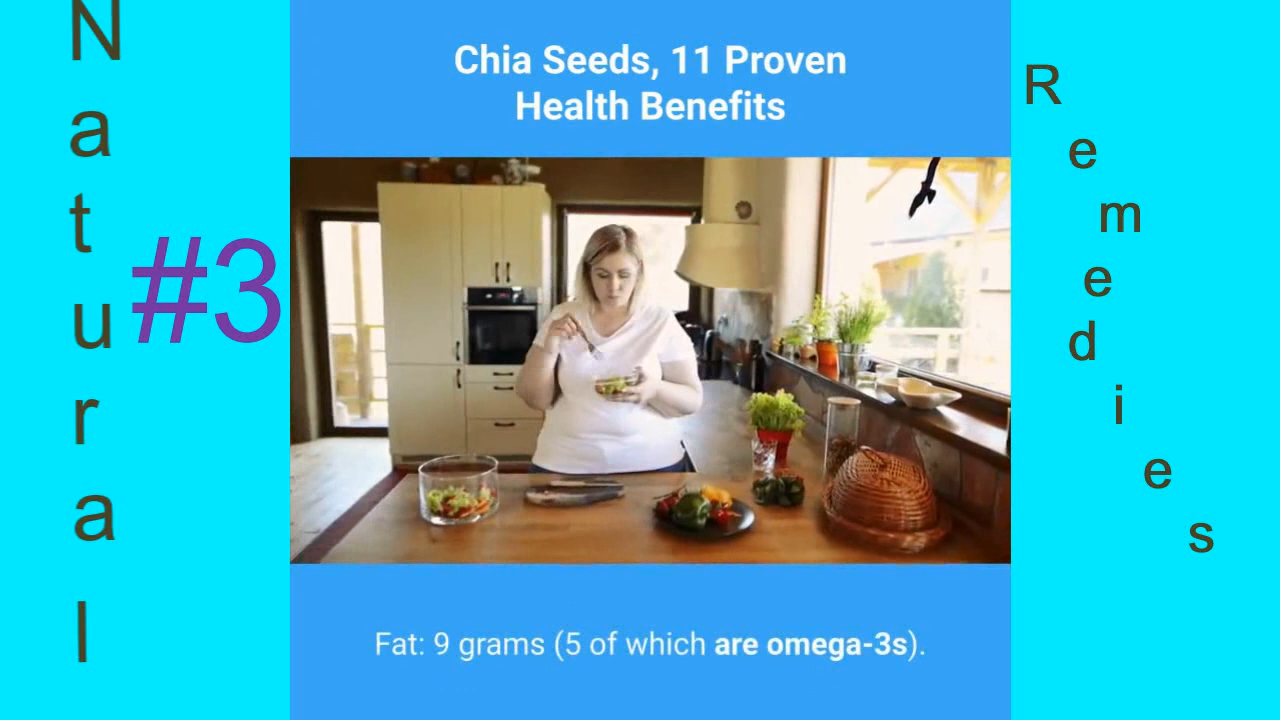 Natural
#3
Chia Seeds, 11 Proven
Health Benefits
Fat: 9 grams (5 of which are omega-3s).
Remedies